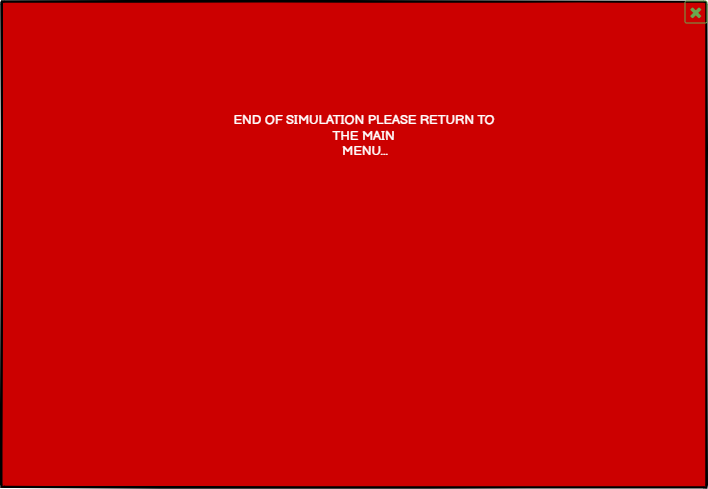 END OF SIMULATION PLEASE RETURN TO
THE MAIN
MENU...